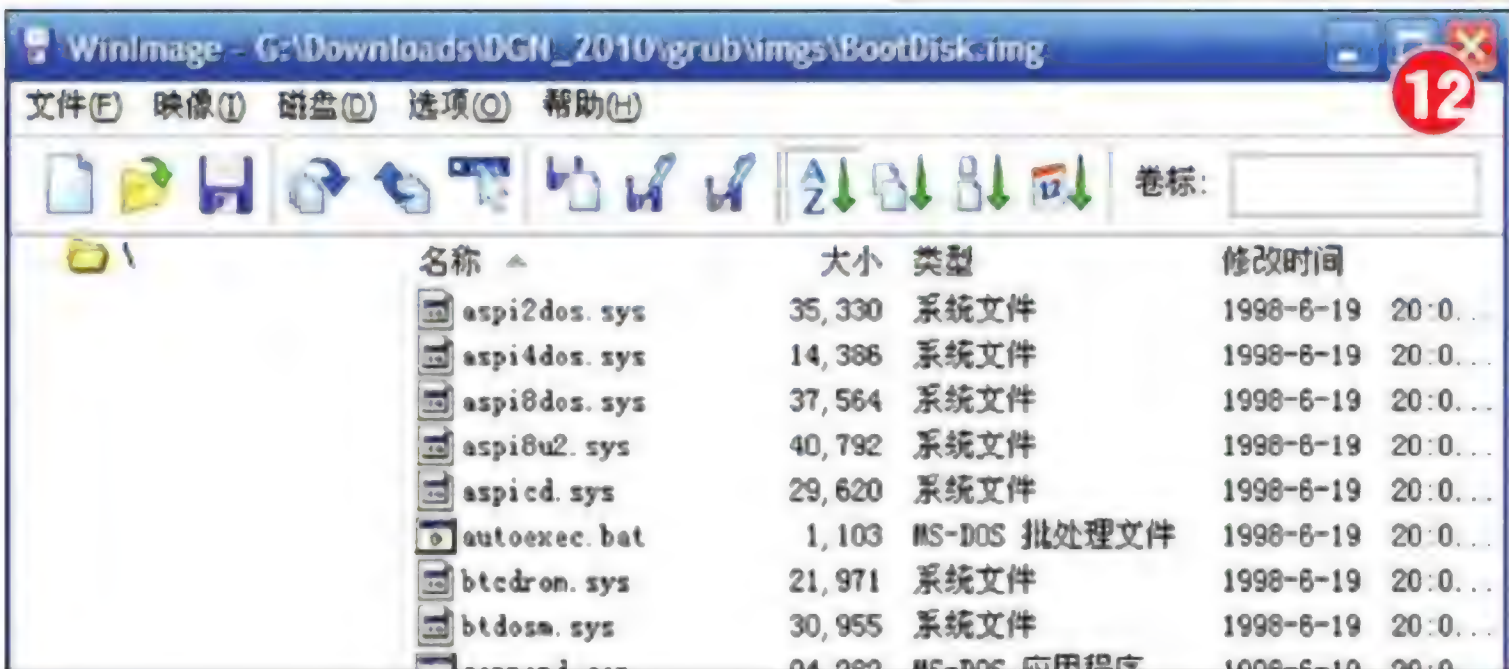 WinImage - G:\Downloads\DGN_2010\grub\imgs\BootDisk.img
12
文件(F) 映像(I) 磁盘(D) 选项(O) 帮助(H)
卷标:
\
名称 大小 类型 修改时间
aspi2dos.sys 35,330 系统文件 1998-6-19 20:0...
aspi4dos.sys 14,386 系统文件 1998-6-19 20:0...
aspi8dos.sys 37,564 系统文件 1998-6-19 20:0...
aspi8u2.sys 40,792 系统文件 1998-6-19 20:0...
aspicd.sys 29,620 系统文件 1998-6-19 20:0...
autoexec.bat 1,103 MS-DOS 批处理文件 1998-6-19 20:0...
btcdrom.sys 21,971 系统文件 1998-6-19 20:0...
btdosm.sys 30,955 系统文件 1998-6-19 20:0...
MS-DOS 应用程序